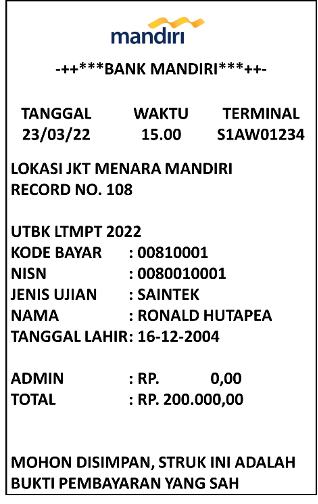 mandiri
-++***BANK MANDIRI***++-
TANGGAL WAKTU TERMINAL
23/03/22 15.00 S1AW01234
LOKASI JKT MENARA MANDIRI
RECORD NO. 108
UTBK LTMPT 2022
KODE BAYAR : 00810001
NISN : 0080010001
JENIS UJIAN : SAINTEK
NAMA : RONALD HUTAPEA
TANGGAL LAHIR: 16-12-2004
ADMIN : RP. 0,00
TOTAL : RP. 200.000,00
MOHON DISIMPAN, STRUK INI ADALAH
BUKTI PEMBAYARAN YANG SAH